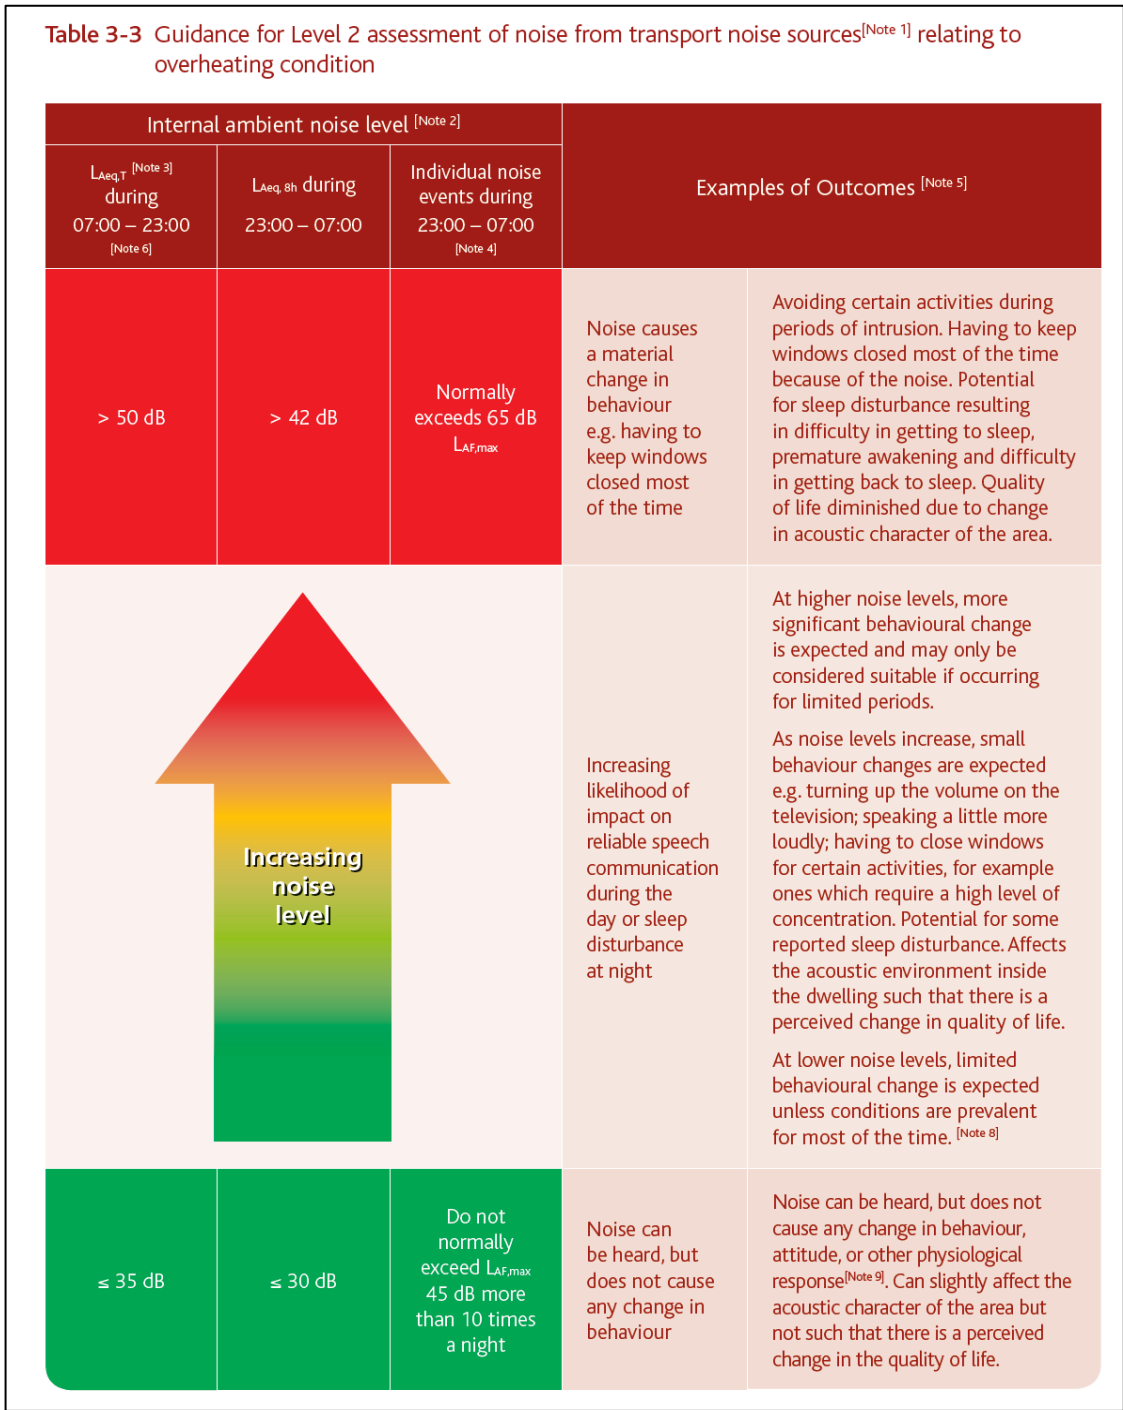 Table 3-3 Guidance for Level 2 assessment of noise from transport noise sources[Note 1] relating to
overheating condition
Internal ambient noise level [Note 2]
LAeq,T [Note 3]
during
07:00 – 23:00
[Note 6]
LAeq, 8h during
23:00 – 07:00
Individual noise
events during
23:00 – 07:00
[Note 4]
Examples of Outcomes [Note 5]
> 50 dB
> 42 dB
Normally
exceeds 65 dB
LAF,max
Noise causes
a material
change in
behaviour
e.g. having to
keep windows
closed most
of the time
Avoiding certain activities during
periods of intrusion. Having to keep
windows closed most of the time
because of the noise. Potential
for sleep disturbance resulting
in difficulty in getting to sleep,
premature awakening and difficulty
in getting back to sleep. Quality
of life diminished due to change
in acoustic character of the area.
Increasing
noise
level
Increasing
likelihood of
impact on
reliable speech
communication
during the
day or sleep
disturbance
at night
At higher noise levels, more
significant behavioural change
is expected and may only be
considered suitable if occurring
for limited periods.
As noise levels increase, small
behaviour changes are expected
e.g. turning up the volume on the
television; speaking a little more
loudly; having to close windows
for certain activities, for example
ones which require a high level of
concentration. Potential for some
reported sleep disturbance. Affects
the acoustic environment inside
the dwelling such that there is a
perceived change in quality of life.
At lower noise levels, limited
behavioural change is expected
unless conditions are prevalent
for most of the time. [Note 8]
≤ 35 dB
≤ 30 dB
Do not
normally
exceed LAF,max
45 dB more
than 10 times
a night
Noise can
be heard, but
does not cause
any change in
behaviour
Noise can be heard, but does not
cause any change in behaviour,
attitude, or other physiological
response[Note 9]. Can slightly affect the
acoustic character of the area but
not such that there is a perceived
change in the quality of life.